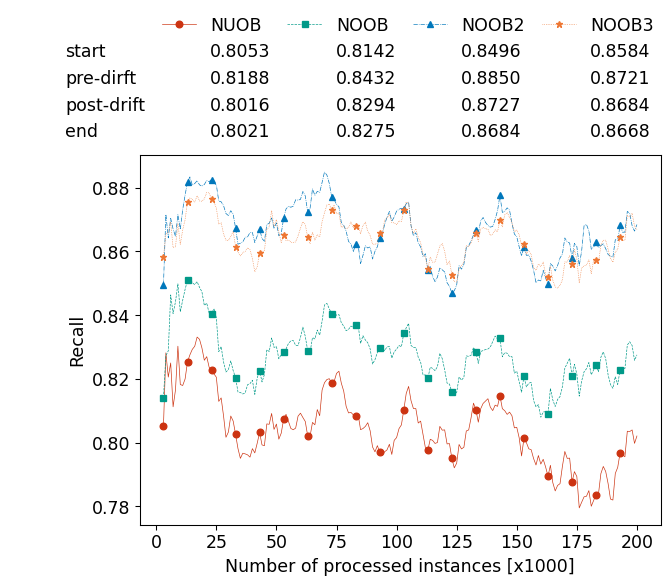 NUOB NOOB NOOB2 NOOB3
start 0.8053 0.8142 0.8496 0.8584
pre-dirft 0.8188 0.8432 0.8850 0.8721
post-drift 0.8016 0.8294 0.8727 0.8684
end 0.8021 0.8275 0.8684 0.8668
0.88
0.86
0.84
0.82
0.80
0.78
Recall
0 25 50 75 100 125 150 175 200
Number of processed instances [x1000]